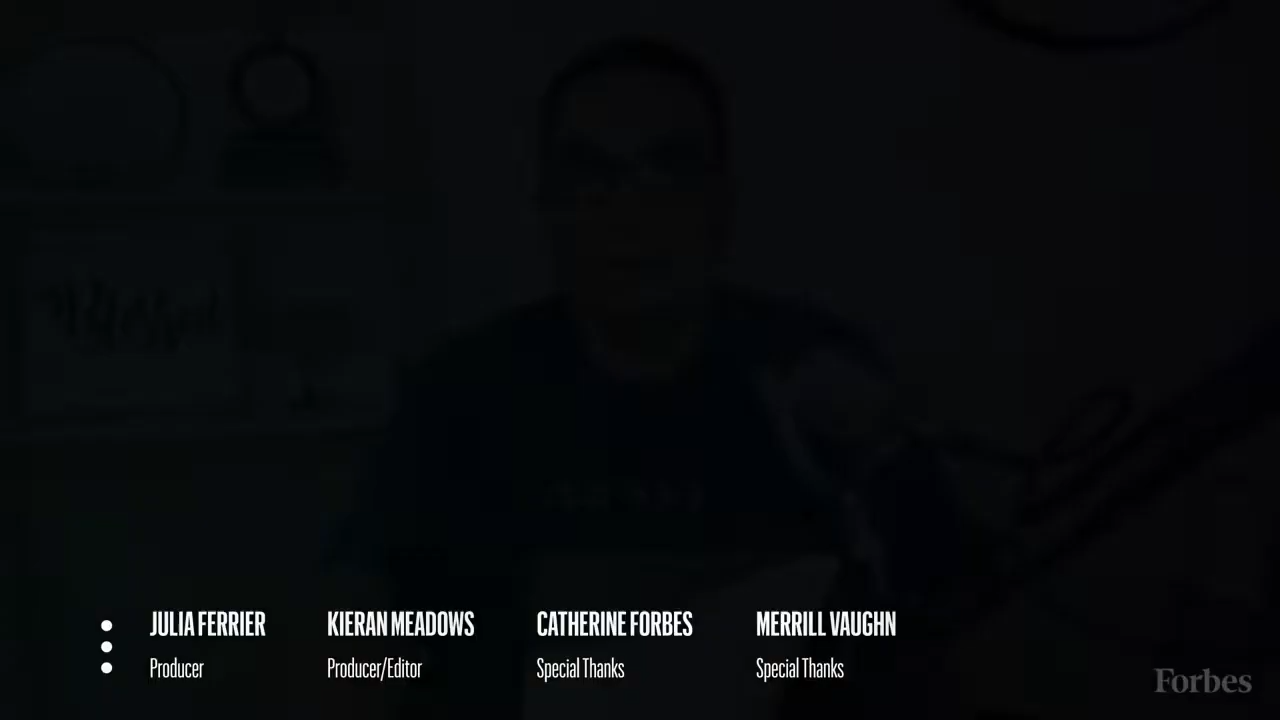 JULIA FERRIER KIERAN MEADOWS CATHERINE FORBES MERRILL VAUGHN
Producer Producer/Editor Special Thanks Special Thanks
Forbes